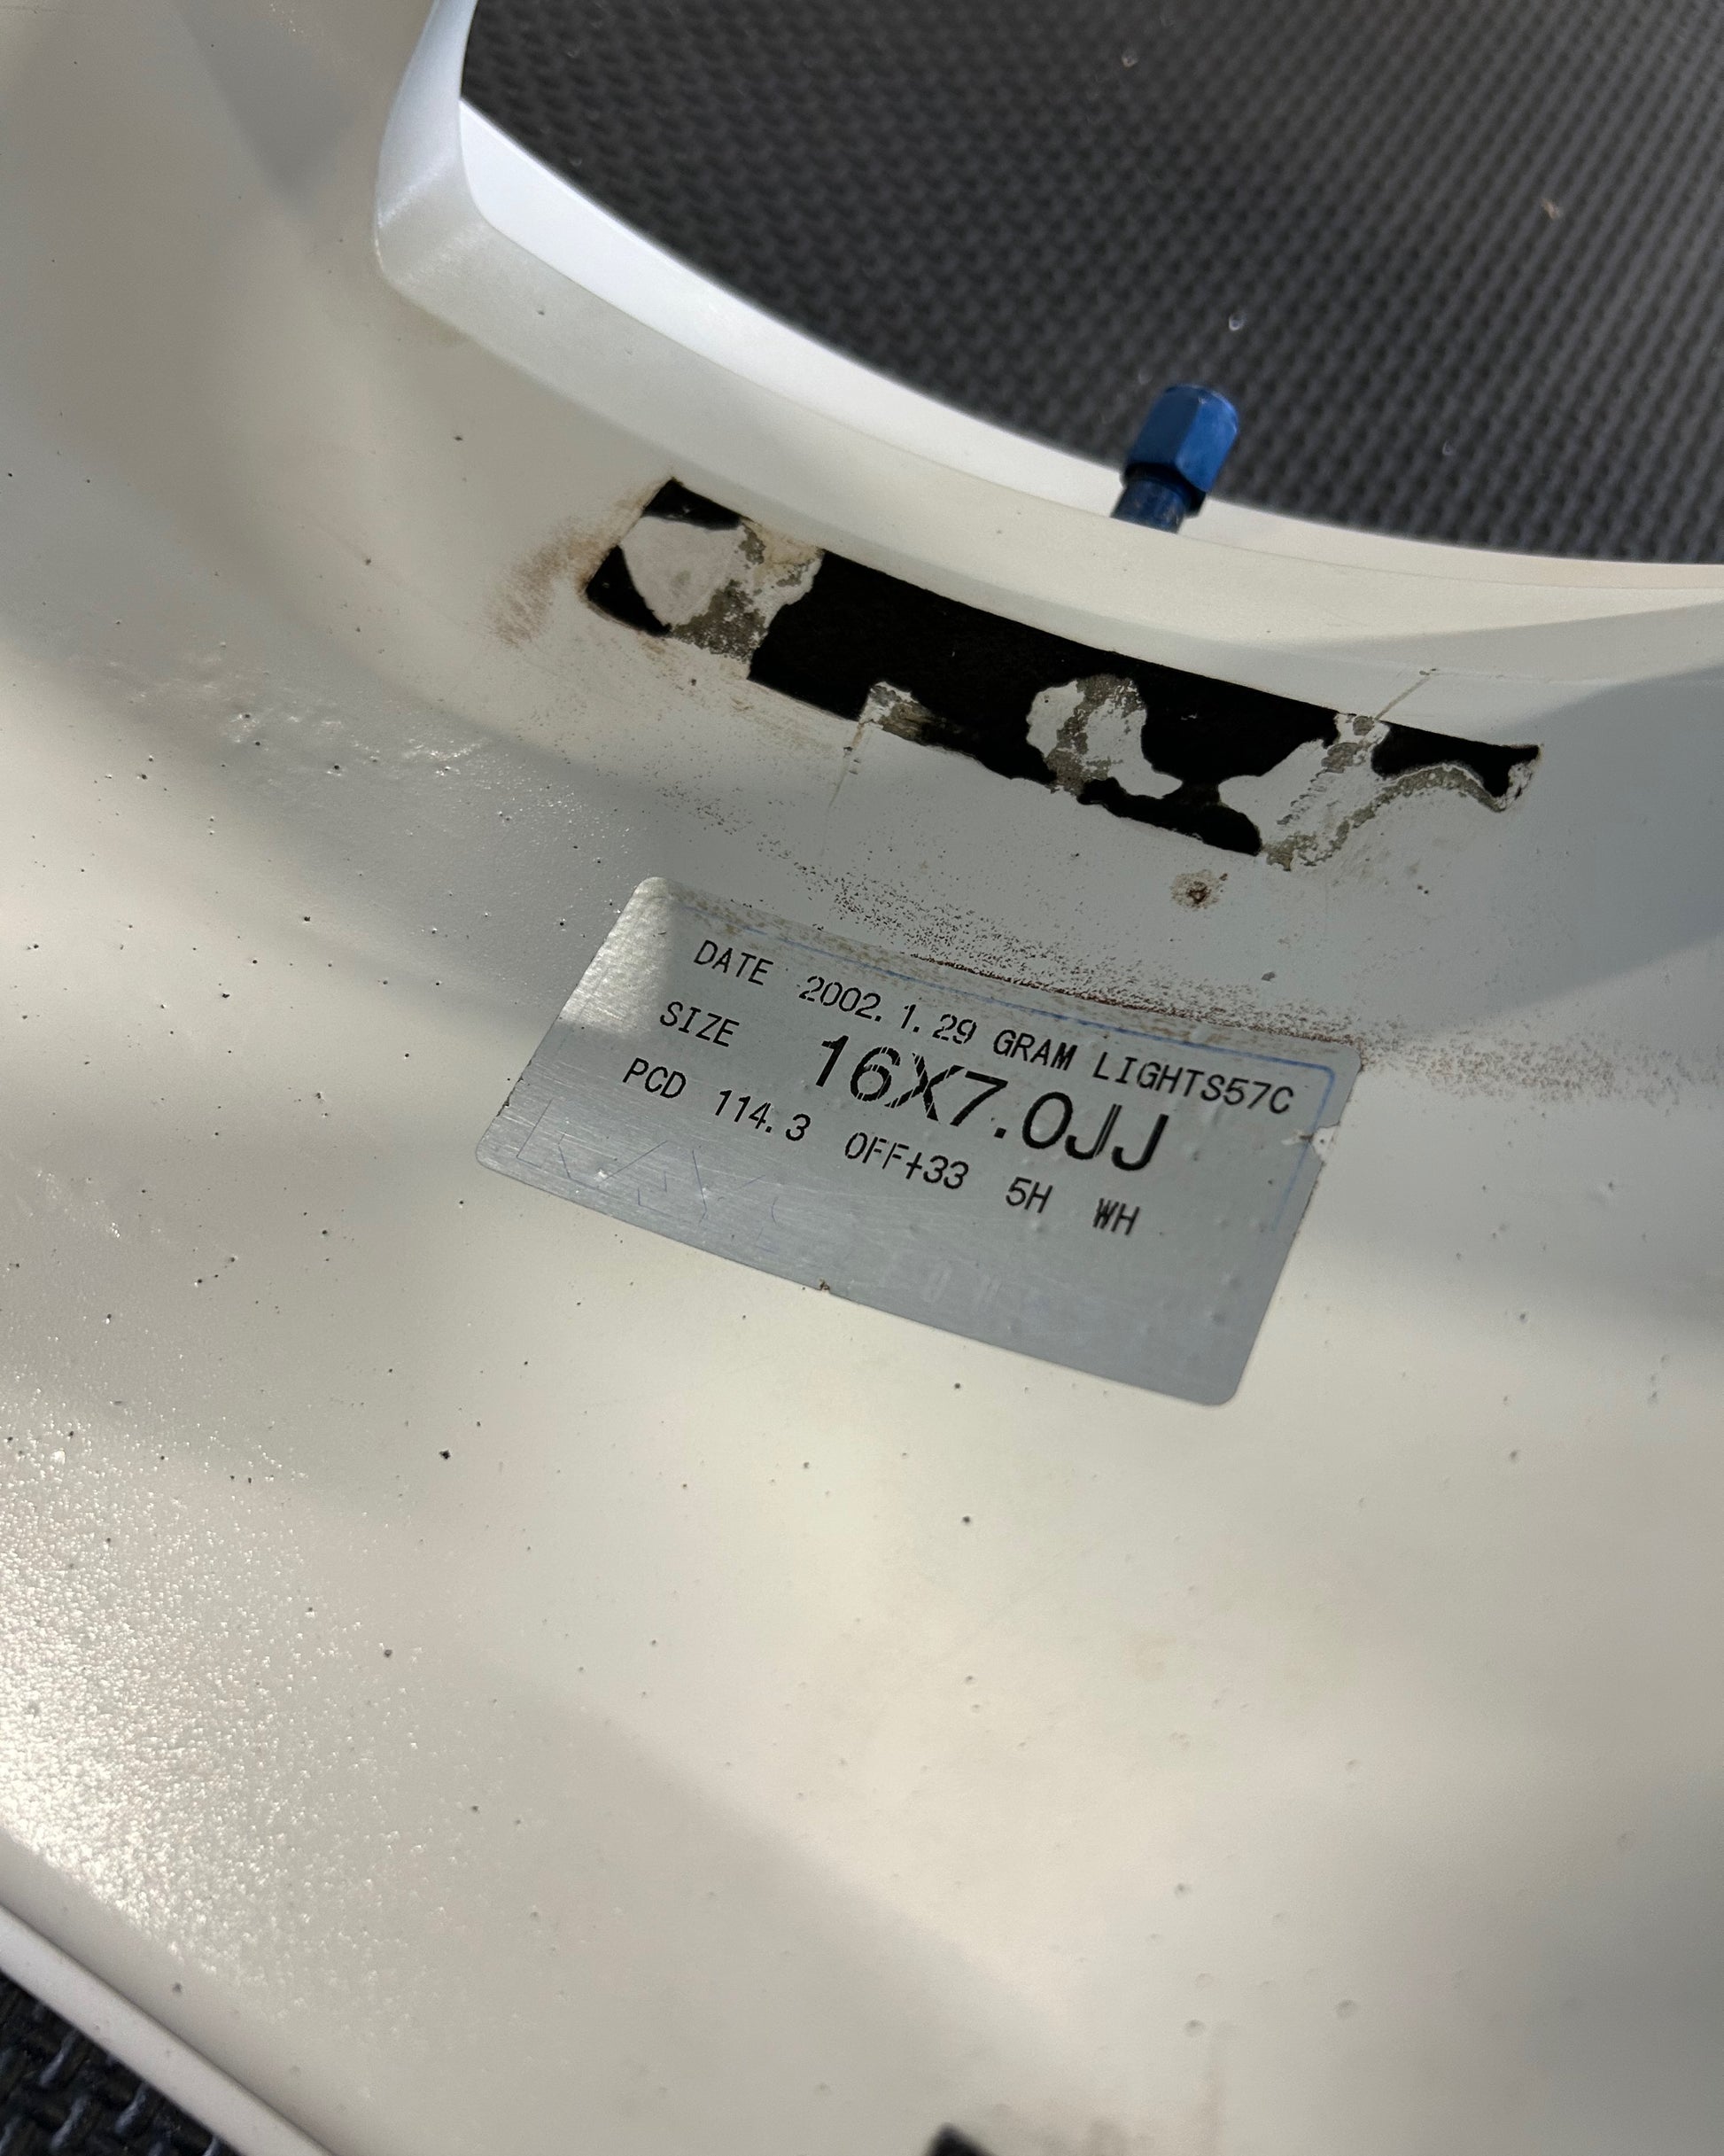 DATE 2002.1.29 GRAM LIGHTS57C
SIZE 16X7.0JJ
PCD 114.3 OFF+33 5H WH